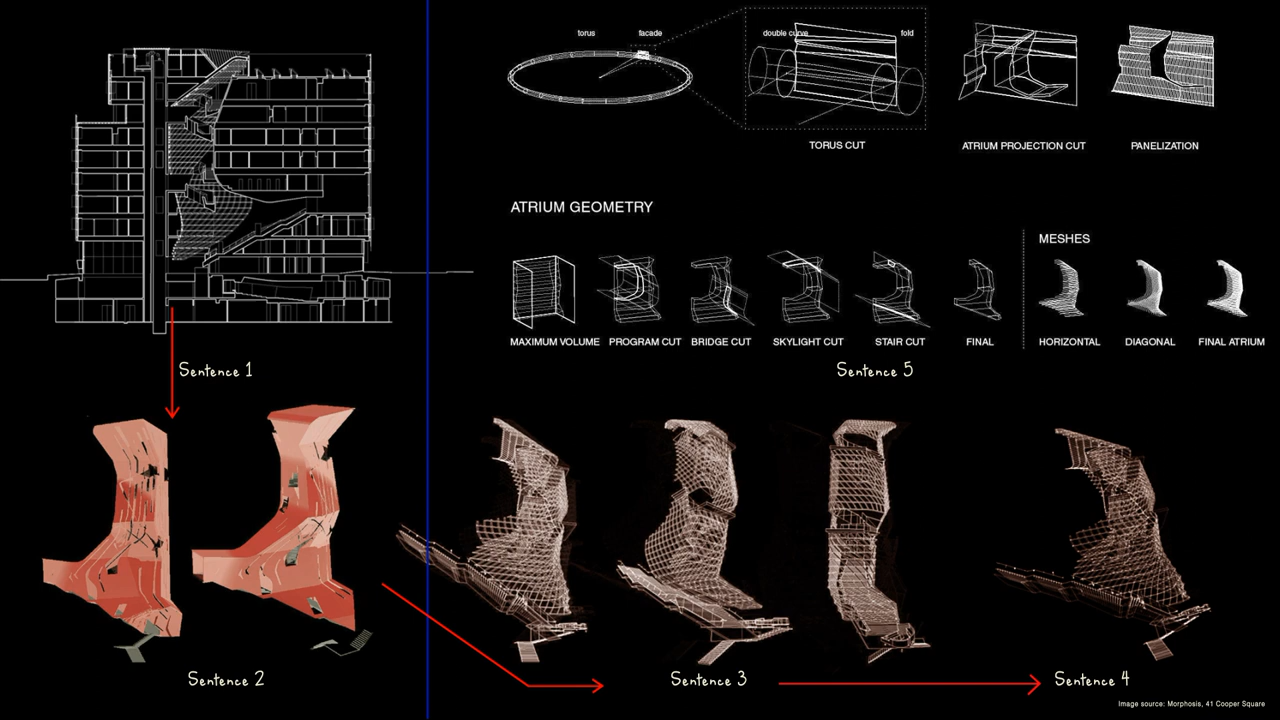 torus facade
double curve fold
TORUS CUT
ATRIUM PROJECTION CUT
PANELIZATION
ATRIUM GEOMETRY
MESHES
MAXIMUM VOLUME PROGRAM CUT BRIDGE CUT SKYLIGHT CUT STAIR CUT FINAL HORIZONTAL DIAGONAL FINAL ATRIUM
Sentence 1
Sentence 5
Sentence 2
Sentence 3
Sentence 4
Image source: Morphosis, 41 Cooper Square